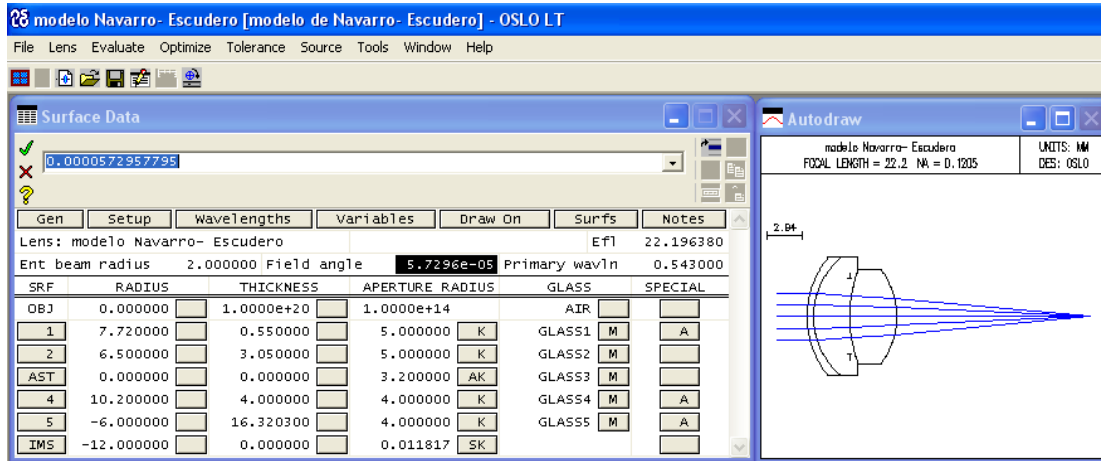 modelo Navarro- Escudero [modelo de Navarro- Escudero] - OSLO LT
File Lens Evaluate Optimize Tolerance Source Tools Window Help
Surface Data
0.0000572957795
Gen Setup Wavelengths Variables Draw On Surfs Notes
Lens: modelo Navarro- Escudero Efl 22.196380
Ent beam radius 2.000000 Field angle 5.7296e-05 Primary wavln 0.543000
SRF RADIUS THICKNESS APERTURE RADIUS GLASS SPECIAL
OBJ 0.000000 1.0000e+20 1.0000e+14 AIR
1 7.720000 0.550000 5.000000 K GLASS1 M A
2 6.500000 3.050000 5.000000 K GLASS2 M
AST 0.000000 0.000000 3.200000 AK GLASS3 M
4 10.200000 4.000000 4.000000 K GLASS4 M A
5 -6.000000 16.320300 4.000000 K GLASS5 M A
IMS -12.000000 0.000000 0.011817 SK
Autodraw
modelo Navarro- Escudero
FOCAL LENGTH = 22.2 NA = 0.1205
UNITS: MM
DES: OSLO
2.94